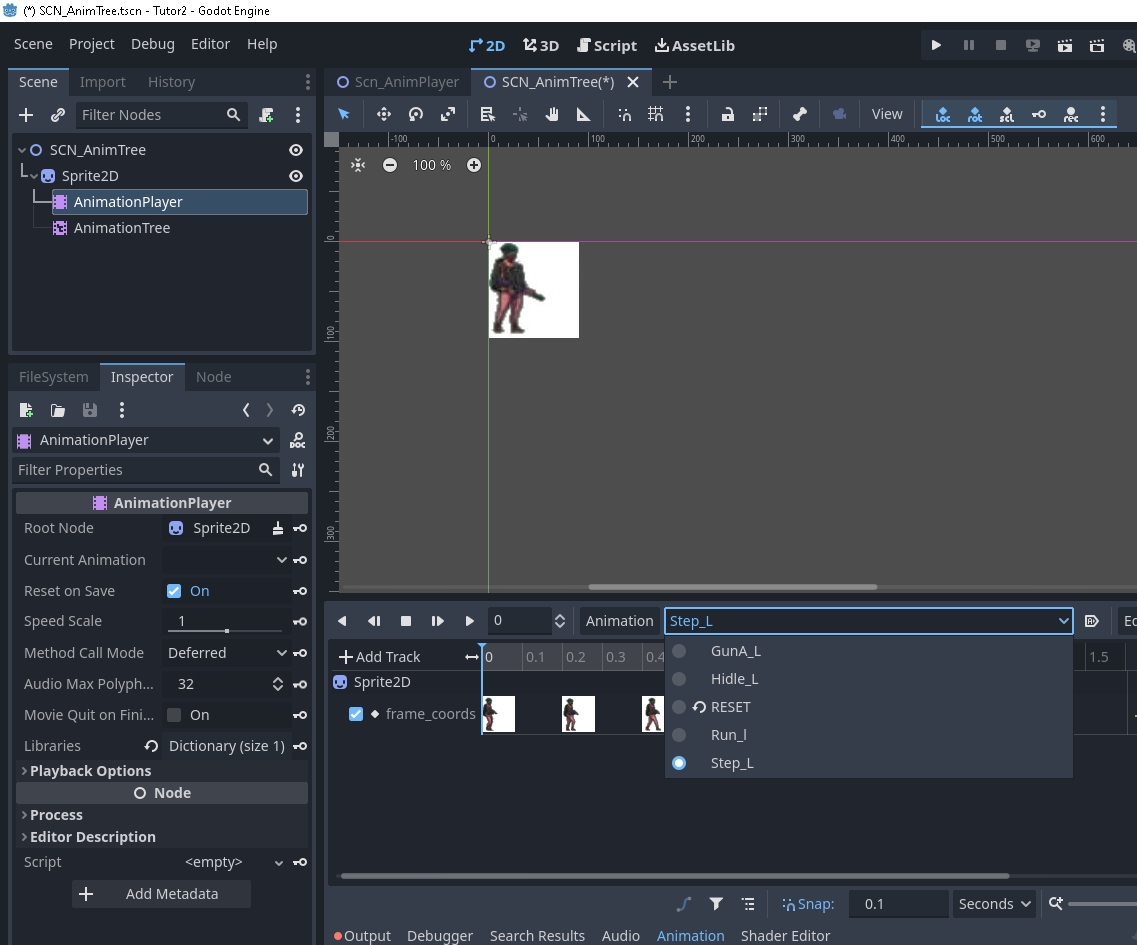 (*) SCN_AnimTree.tscn - Tutor2 - Godot Engine
Scene Project Debug Editor Help
2D 3D Script AssetLib
Scene Import History
Scn_AnimPlayer SCN_AnimTree(*)
Filter Nodes
View
SCN_AnimTree
Sprite2D
AnimationPlayer
AnimationTree
-100 0 100 200 300 400 500 600
100 %
0
100
200
300
FileSystem Inspector Node
AnimationPlayer
DOC
Filter Properties
AnimationPlayer
Root Node Sprite2D
Current Animation
Reset on Save On
Speed Scale 1
Method Call Mode Deferred
Audio Max Polyph... 32
Movie Quit on Fini... On
Libraries Dictionary (size 1)
Playback Options
Node
Process
Editor Description
Script <empty>
Add Metadata
0 Animation Step_L Ed
Add Track 0 0.1 0.2 0.3 0.4 1.5
Sprite2D
frame_coords
GunA_L
Hidle_L
RESET
Run_l
Step_L
Snap: 0.1 Seconds
Output Debugger Search Results Audio Animation Shader Editor